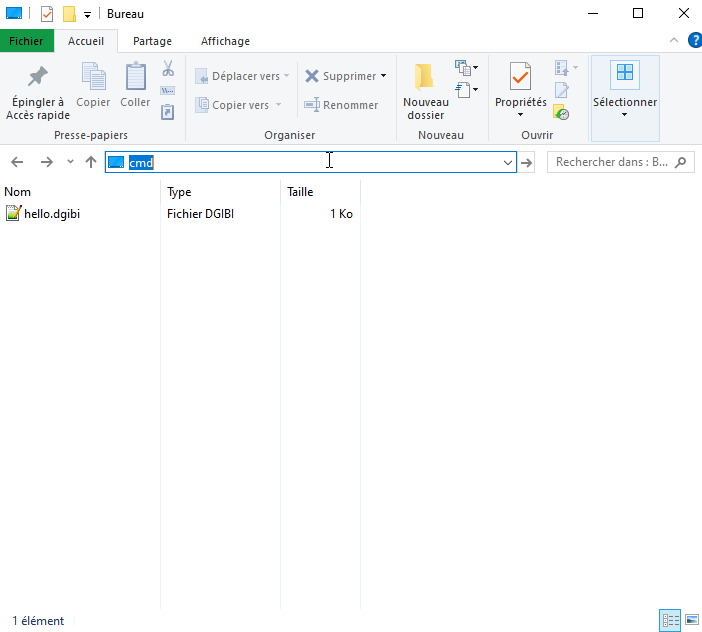 Bureau
Fichier Accueil Partage Affichage
?
Épingler à Accès rapide
Copier
Coller
Déplacer vers
Copier vers
Supprimer
Renommer
Nouveau dossier
Propriétés
Sélectionner
Presse-papiers Organiser Nouveau Ouvrir
cmd
Rechercher dans : B...
Nom Type Taille
hello.dgibi Fichier DGIBI 1 Ko
1 élément